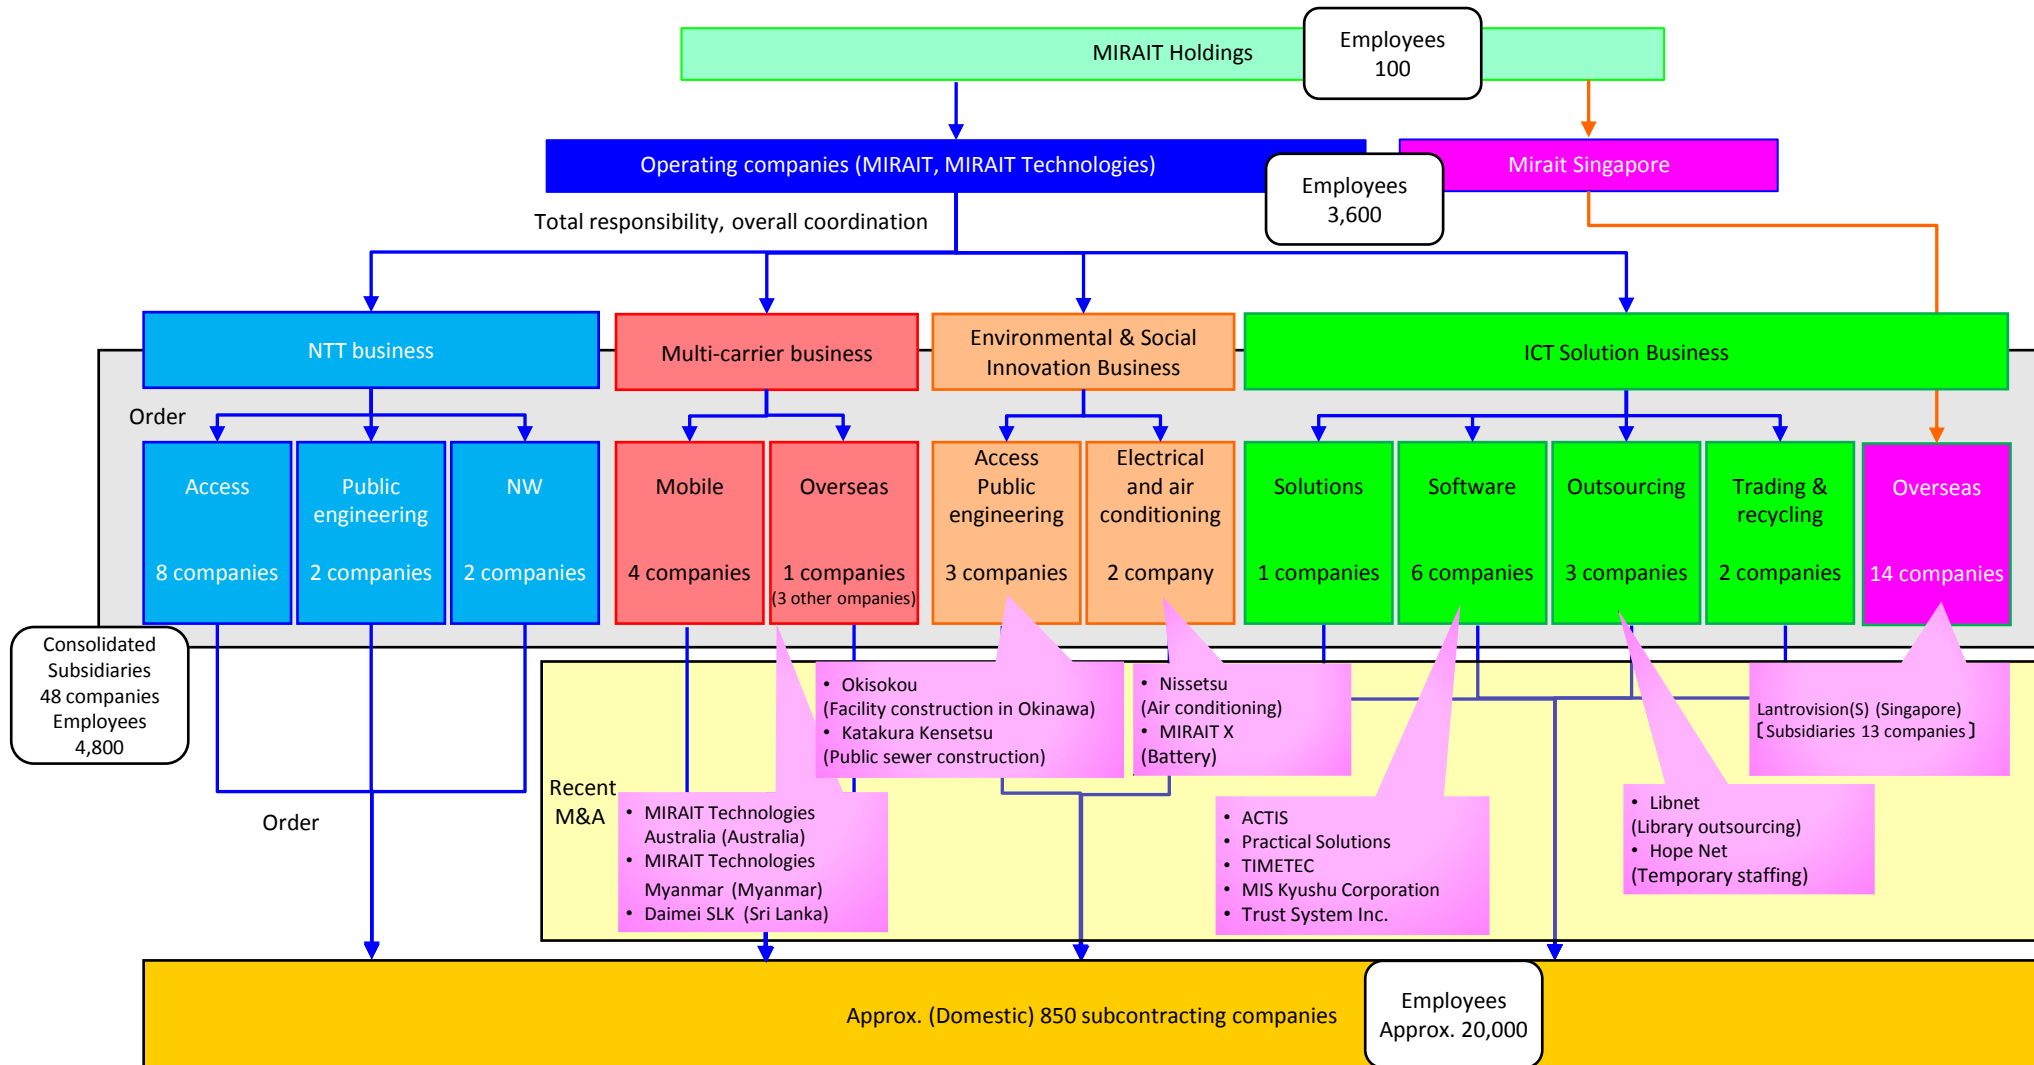 MIRAIT Holdings
Employees
100
Operating companies (MIRAIT, MIRAIT Technologies)
Employees
3,600
Mirait Singapore
Total responsibility, overall coordination
NTT business
Multi-carrier business
Environmental & Social
Innovation Business
ICT Solution Business
Order
Access
8 companies
Public
engineering
2 companies
NW
2 companies
Mobile
4 companies
Overseas
1 companies
(3 other ompanies)
Access
Public
engineering
3 companies
Electrical
and air
conditioning
2 company
Solutions
1 companies
Software
6 companies
Outsourcing
3 companies
Trading &
recycling
2 companies
Overseas
14 companies
Consolidated
Subsidiaries
48 companies
Employees
4,800
Order
Recent
M&A
• MIRAIT Technologies
Australia (Australia)
• MIRAIT Technologies
Myanmar (Myanmar)
• Daimei SLK (Sri Lanka)
• Okisokou
(Facility construction in Okinawa)
• Katakura Kensetsu
(Public sewer construction)
• Nissetsu
(Air conditioning)
• MIRAIT X
(Battery)
• ACTIS
• Practical Solutions
• TIMETEC
• MIS Kyushu Corporation
• Trust System Inc.
• Libnet
(Library outsourcing)
• Hope Net
(Temporary staffing)
Lantrovision(S) (Singapore)
〔Subsidiaries 13 companies〕
Approx. (Domestic) 850 subcontracting companies
Employees
Approx. 20,000